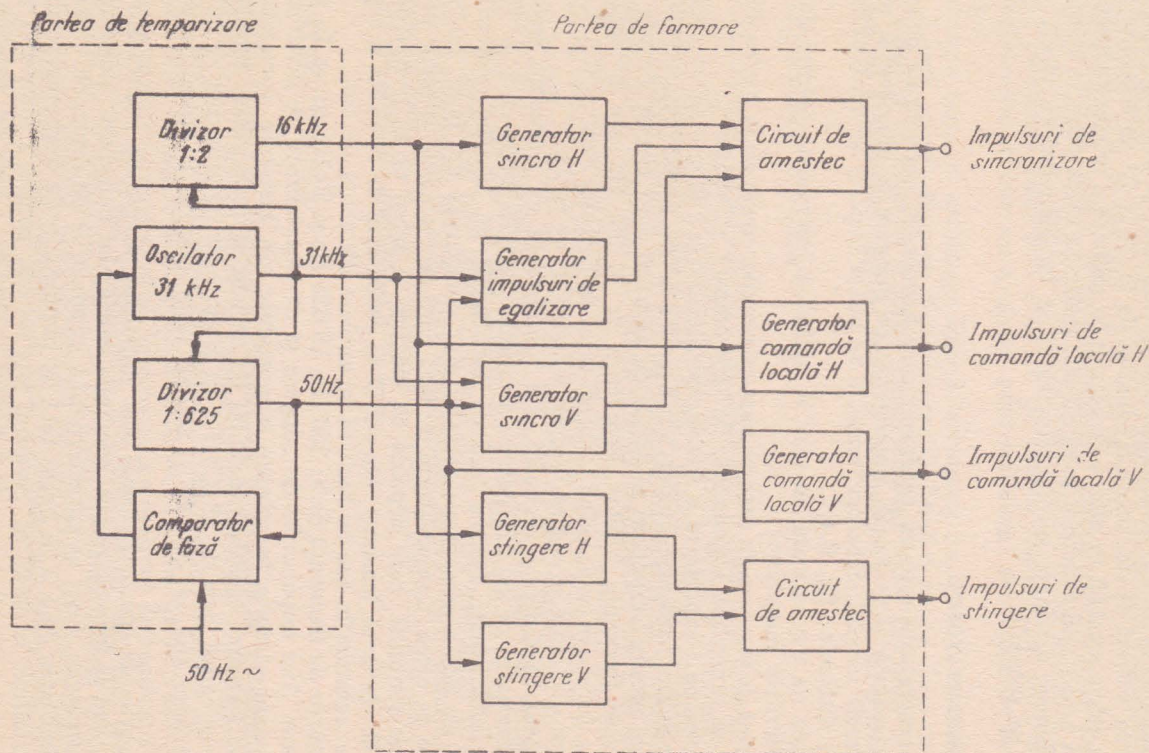 Partea de temporizare
Partea de formare
Divizor
1:2
16 kHz
Oscilator
31 kHz
31 kHz
Divizor
1:625
50 Hz
Comparator
de fază
50 Hz ~
Generator
sincro H
Generator
impulsuri de
egalizare
Generator
sincro V
Generator
stingere H
Generator
stingere V
Circuit de
amestec
Generator
comandă
locală H
Generator
comandă
locală V
Circuit
de amestec
Impulsuri de
sincronizare
Impulsuri de
comandă locală H
Impulsuri de
comandă locală V
Impulsuri de
stingere